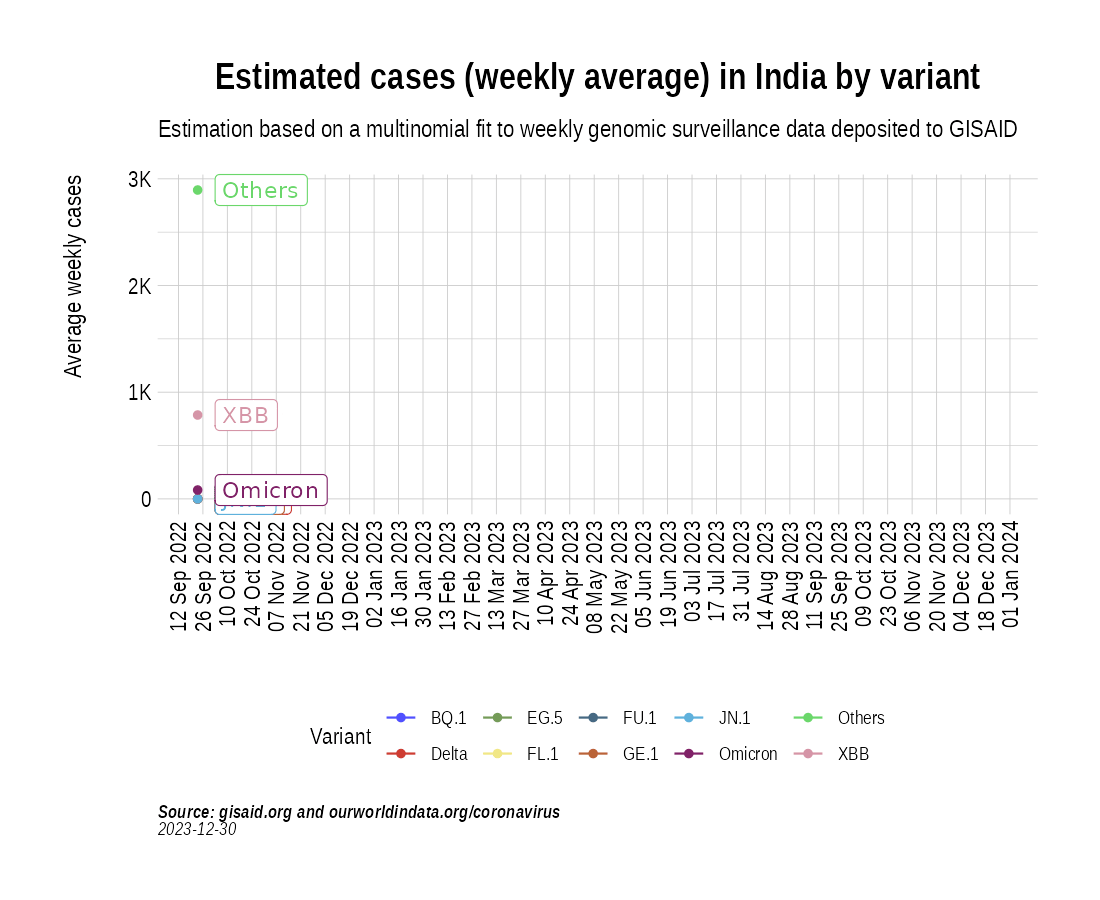 Estimated cases (weekly average) in India by variant
Estimation based on a multinomial fit to weekly genomic surveillance data deposited to GISAID
Average weekly cases
3K
2K
1K
0
Others
XBB
Omicron
12 Sep 2022
26 Sep 2022
10 Oct 2022
24 Oct 2022
07 Nov 2022
21 Nov 2022
05 Dec 2022
19 Dec 2022
02 Jan 2023
16 Jan 2023
30 Jan 2023
13 Feb 2023
27 Feb 2023
13 Mar 2023
27 Mar 2023
10 Apr 2023
24 Apr 2023
08 May 2023
22 May 2023
05 Jun 2023
19 Jun 2023
03 Jul 2023
17 Jul 2023
31 Jul 2023
14 Aug 2023
28 Aug 2023
11 Sep 2023
25 Sep 2023
09 Oct 2023
23 Oct 2023
06 Nov 2023
20 Nov 2023
04 Dec 2023
18 Dec 2023
01 Jan 2024
Variant
BQ.1 EG.5 FU.1 JN.1 Others
Delta FL.1 GE.1 Omicron XBB
Source: gisaid.org and ourworldindata.org/coronavirus
2023-12-30